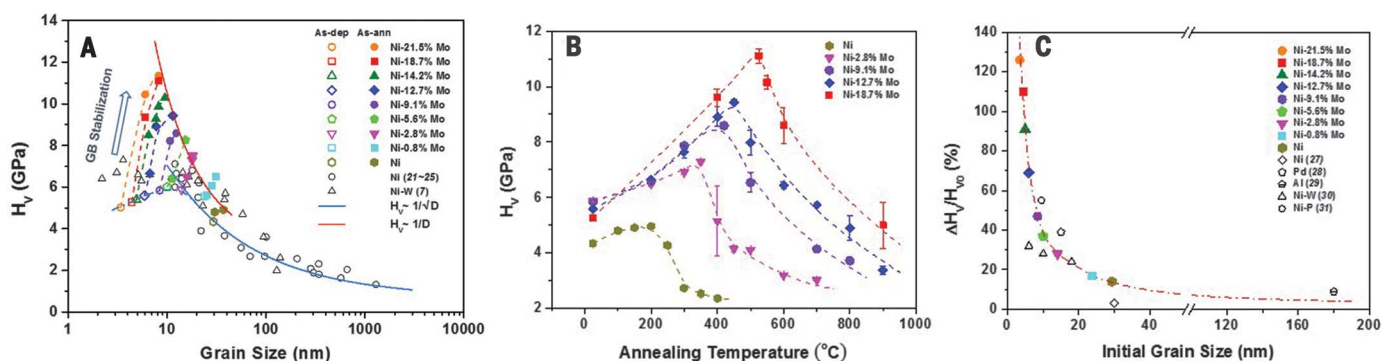 A
14
12
10
8
6
4
2
0
H_V (GPa)
1
10
100
1000
10000
Grain Size (nm)
GB Stabilization
As-dep As-ann
Ni-21.5% Mo
Ni-18.7% Mo
Ni-14.2% Mo
Ni-12.7% Mo
Ni-9.1% Mo
Ni-5.6% Mo
Ni-2.8% Mo
Ni-0.8% Mo
Ni
Ni (21~25)
Ni-W (7)
H_V~ 1/√D
H_V~ 1/D
B
12
10
8
6
4
2
H_V (GPa)
0
200
400
600
800
1000
Annealing Temperature (°C)
Ni
Ni-2.8% Mo
Ni-9.1% Mo
Ni-12.7% Mo
Ni-18.7% Mo
C
140
120
100
80
60
40
20
0
ΔH_V/H_V0 (%)
0
20
40
120
160
200
Initial Grain Size (nm)
Ni-21.5% Mo
Ni-18.7% Mo
Ni-14.2% Mo
Ni-12.7% Mo
Ni-9.1% Mo
Ni-5.6% Mo
Ni-2.8% Mo
Ni-0.8% Mo
Ni
Ni (27)
Pd (28)
Al (29)
Ni-W (30)
Ni-P (31)